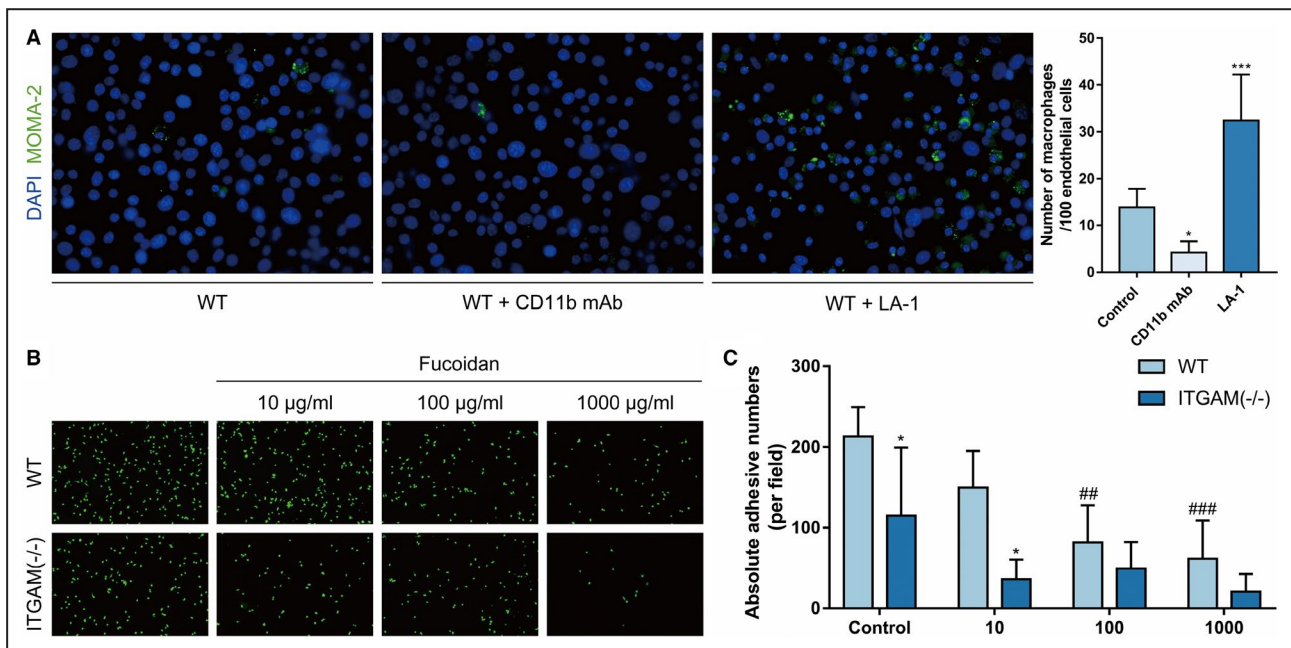 A
DAPI MOMA-2
WT
WT + CD11b mAb
WT + LA-1
Number of macrophages
/100 endothelial cells
50
40
30
20
10
0
*
***
Control
CD11b mAb
LA-1
B
Fucoidan
10 µg/ml
100 µg/ml
1000 µg/ml
WT
ITGAM(-/-)
C
WT
ITGAM(-/-)
Absolute adhesive numbers
(per field)
300
200
100
0
*
*
##
###
Control
10
100
1000